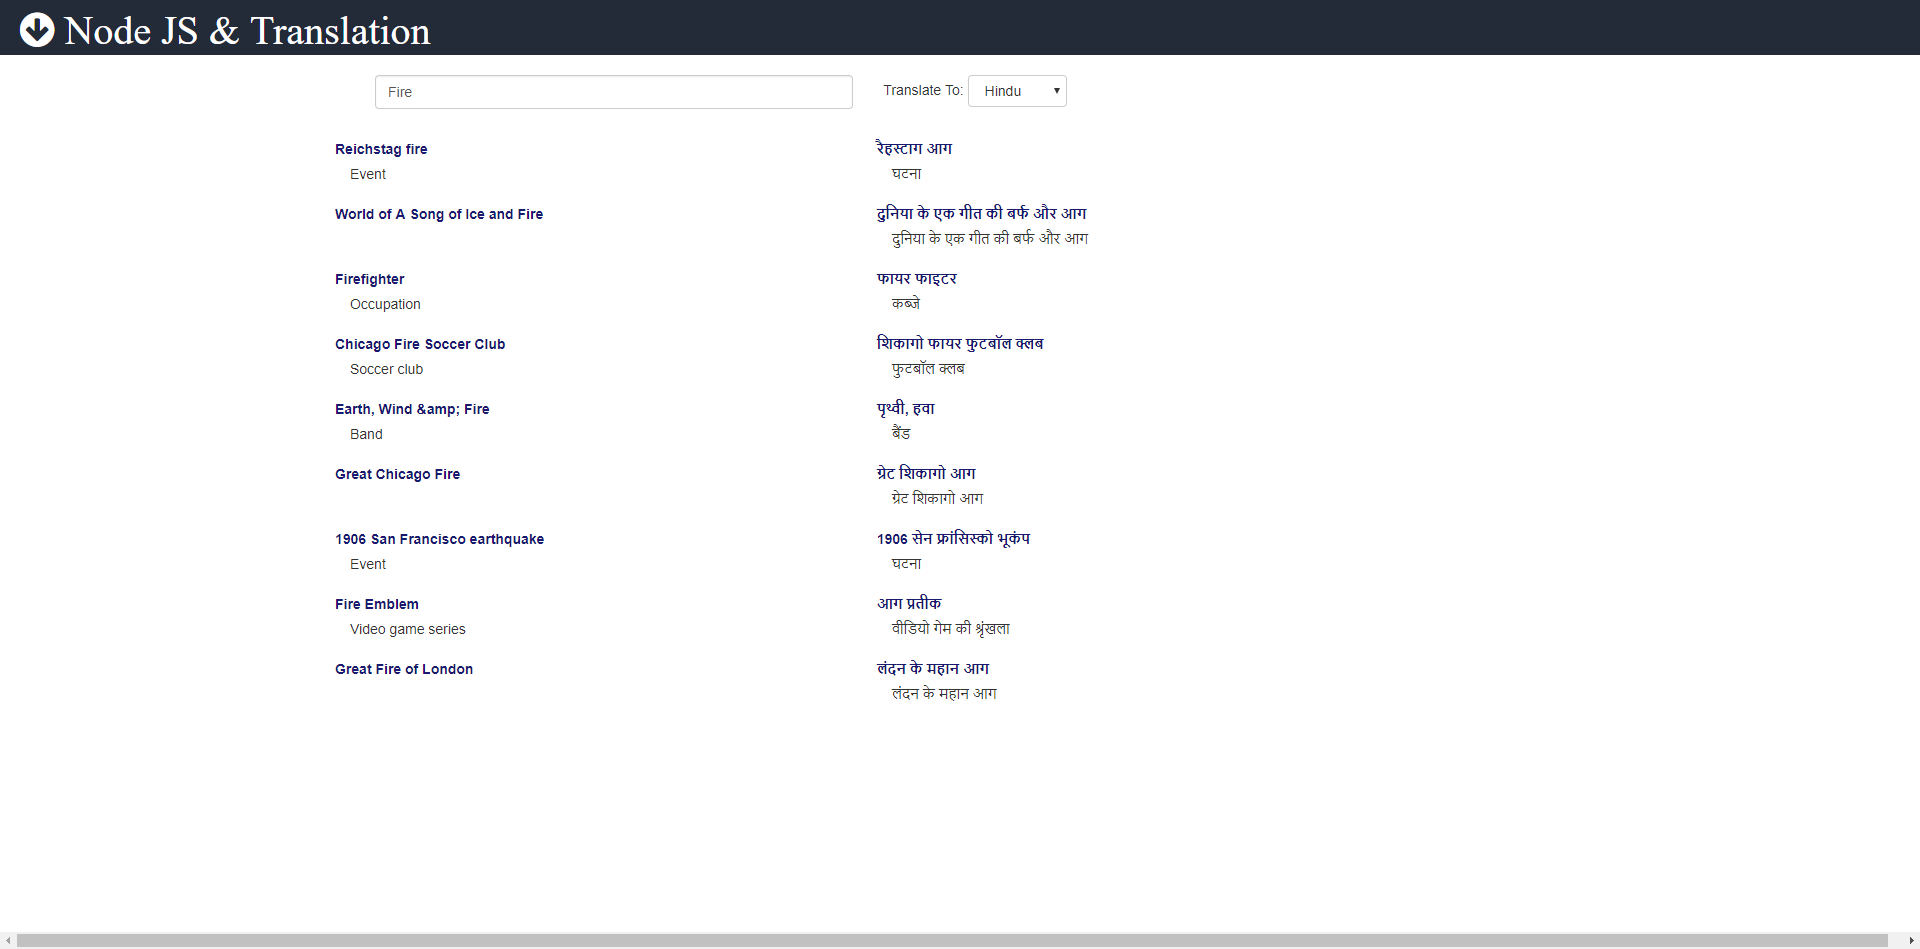 Node JS & Translation
Fire
Translate To: Hindu
Reichstag fire
Event
रैहस्टाग आग
घटना
World of A Song of Ice and Fire
दुनिया के एक गीत की बर्फ और आग
दुनिया के एक गीत की बर्फ और आग
Firefighter
Occupation
फायर फाइटर
कब्जे
Chicago Fire Soccer Club
Soccer club
शिकागो फायर फुटबॉल क्लब
फुटबॉल क्लब
Earth, Wind &amp; Fire
Band
पृथ्वी, हवा
बैंड
Great Chicago Fire
ग्रेट शिकागो आग
ग्रेट शिकागो आग
1906 San Francisco earthquake
Event
1906 सेन फ्रांसिस्को भूकंप
घटना
Fire Emblem
Video game series
आग प्रतीक
वीडियो गेम की श्रृंखला
Great Fire of London
लंदन के महान आग
लंदन के महान आग